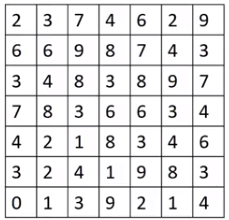 2 3 7 4 6 2 9
6 6 9 8 7 4 3
3 4 8 3 8 9 7
7 8 3 6 6 3 4
4 2 1 8 3 4 6
3 2 4 1 9 8 3
0 1 3 9 2 1 4